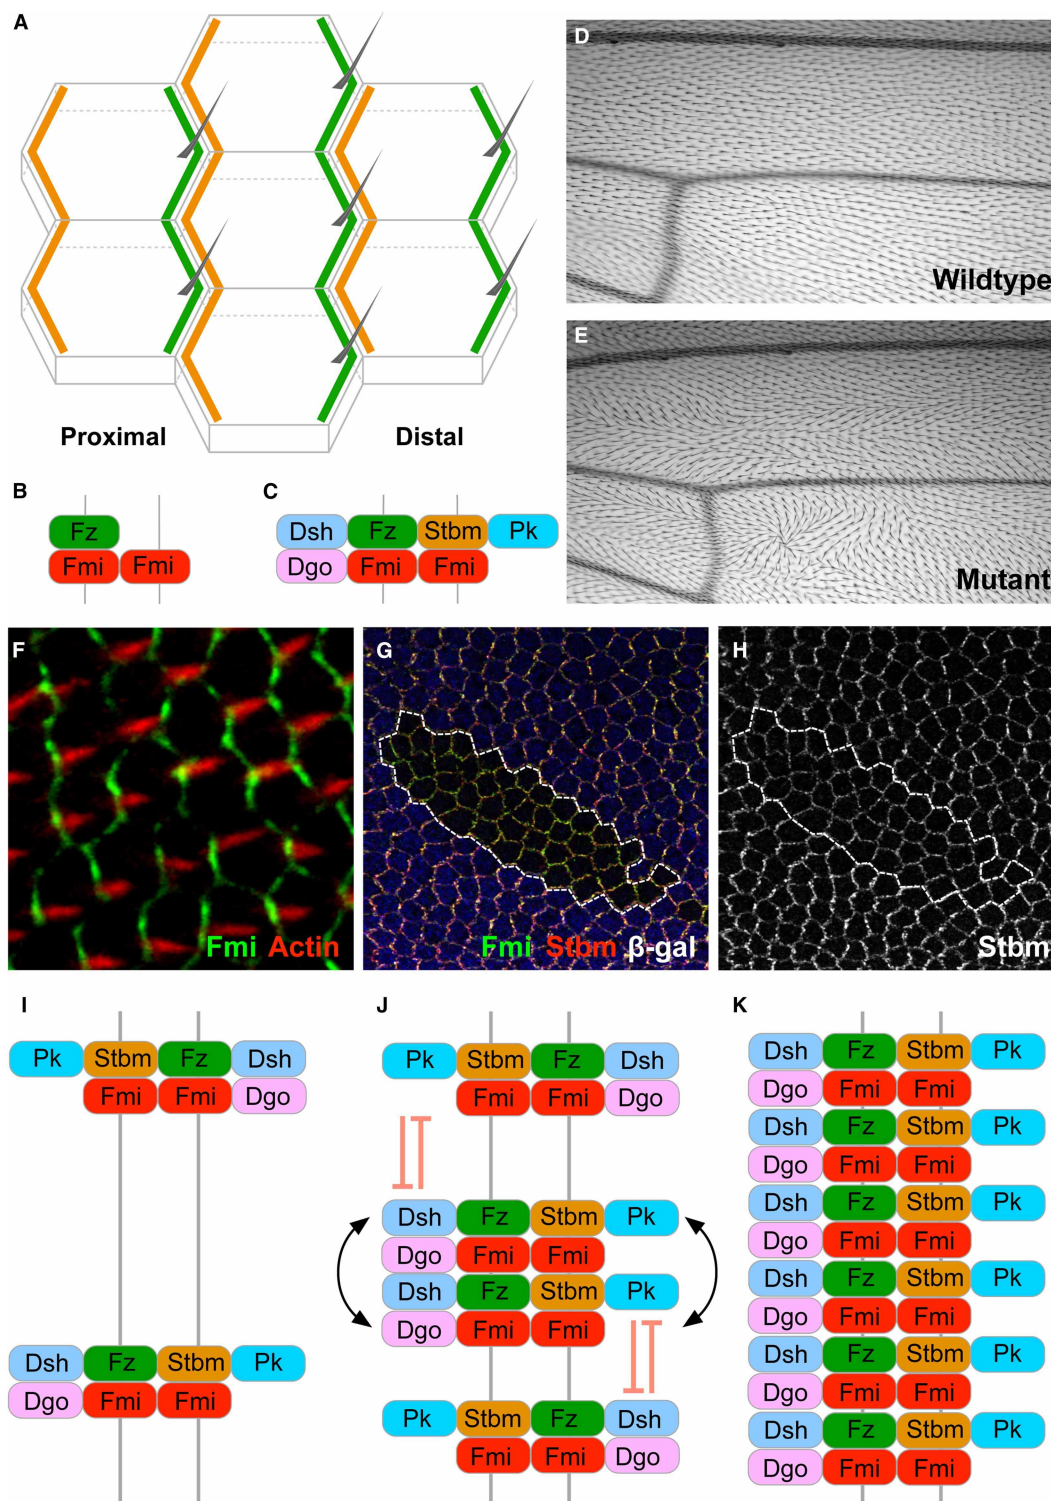 A
Proximal
Distal
B
Fz
Fmi Fmi
C
Dsh Fz Stbm Pk
Dgo Fmi Fmi
D
Wildtype
E
Mutant
F
Fmi Actin
G
Fmi Stbm β-gal
H
Stbm
I
Pk Stbm Fz Dsh
Fmi Fmi Dgo
Dsh Fz Stbm Pk
Dgo Fmi Fmi
J
Pk Stbm Fz Dsh
Fmi Fmi Dgo
Dsh Fz Stbm Pk
Dgo Fmi Fmi
Dsh Fz Stbm Pk
Dgo Fmi Fmi
Pk Stbm Fz Dsh
Fmi Fmi Dgo
K
Dsh Fz Stbm Pk
Dgo Fmi Fmi
Dsh Fz Stbm Pk
Dgo Fmi Fmi
Dsh Fz Stbm Pk
Dgo Fmi Fmi
Dsh Fz Stbm Pk
Dgo Fmi Fmi
Dsh Fz Stbm Pk
Dgo Fmi Fmi
Dsh Fz Stbm Pk
Dgo Fmi Fmi